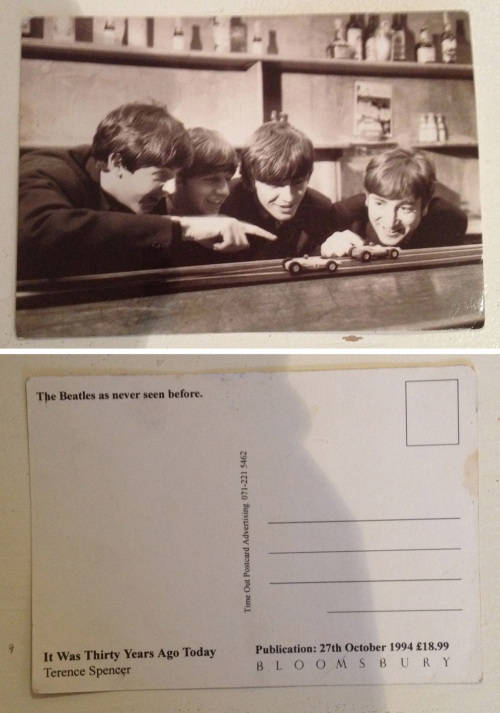 The Beatles as never seen before.
Time Out Postcard Advertising 071-221 5462
It Was Thirty Years Ago Today
Terence Spencer
Publication: 27th October 1994 £18.99
BLOOMSBURY